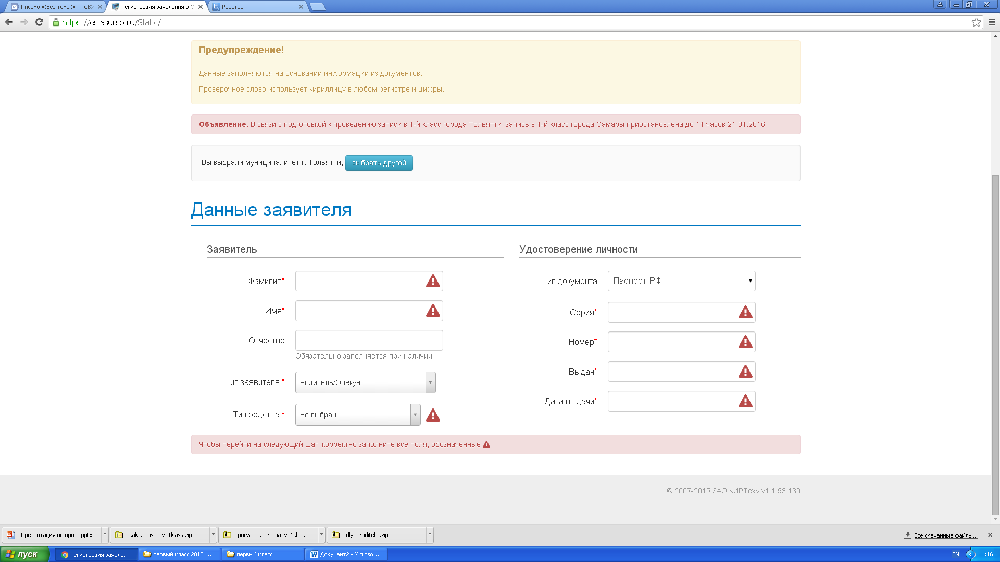 Письмо «(Без темы)» — СВУ
Регистрация заявления в О
Реестры
https://es.asurso.ru/Static/
Предупреждение!
Данные заполняются на основании информации из документов.
Проверочное слово использует кириллицу в любом регистре и цифры.
Объявление. В связи с подготовкой к проведению записи в 1-й класс города Тольятти, запись в 1-й класс города Самары приостановлена до 11 часов 21.01.2016
Вы выбрали муниципалитет г. Тольятти, выбрать другой
Данные заявителя
Заявитель
Фамилия*
Имя*
Отчество
Обязательно заполняется при наличии
Тип заявителя * Родитель/Опекун
Тип родства * Не выбран
Удостоверение личности
Тип документа Паспорт РФ
Серия*
Номер*
Выдан*
Дата выдачи*
Чтобы перейти на следующий шаг, корректно заполните все поля, обозначенные
© 2007-2015 ЗАО «ИРТех» v1.1.93.130
Презентация по при....pptx
kak_zapisat_v_1klass.zip
poryadok_priema_v_1kl....zip
dlya_roditelei.zip
Все скачанные файлы...
пуск
Регистрация заявле...
первый класс 2015=...
первый класс
Документ2 - Microso...
EN
11:16